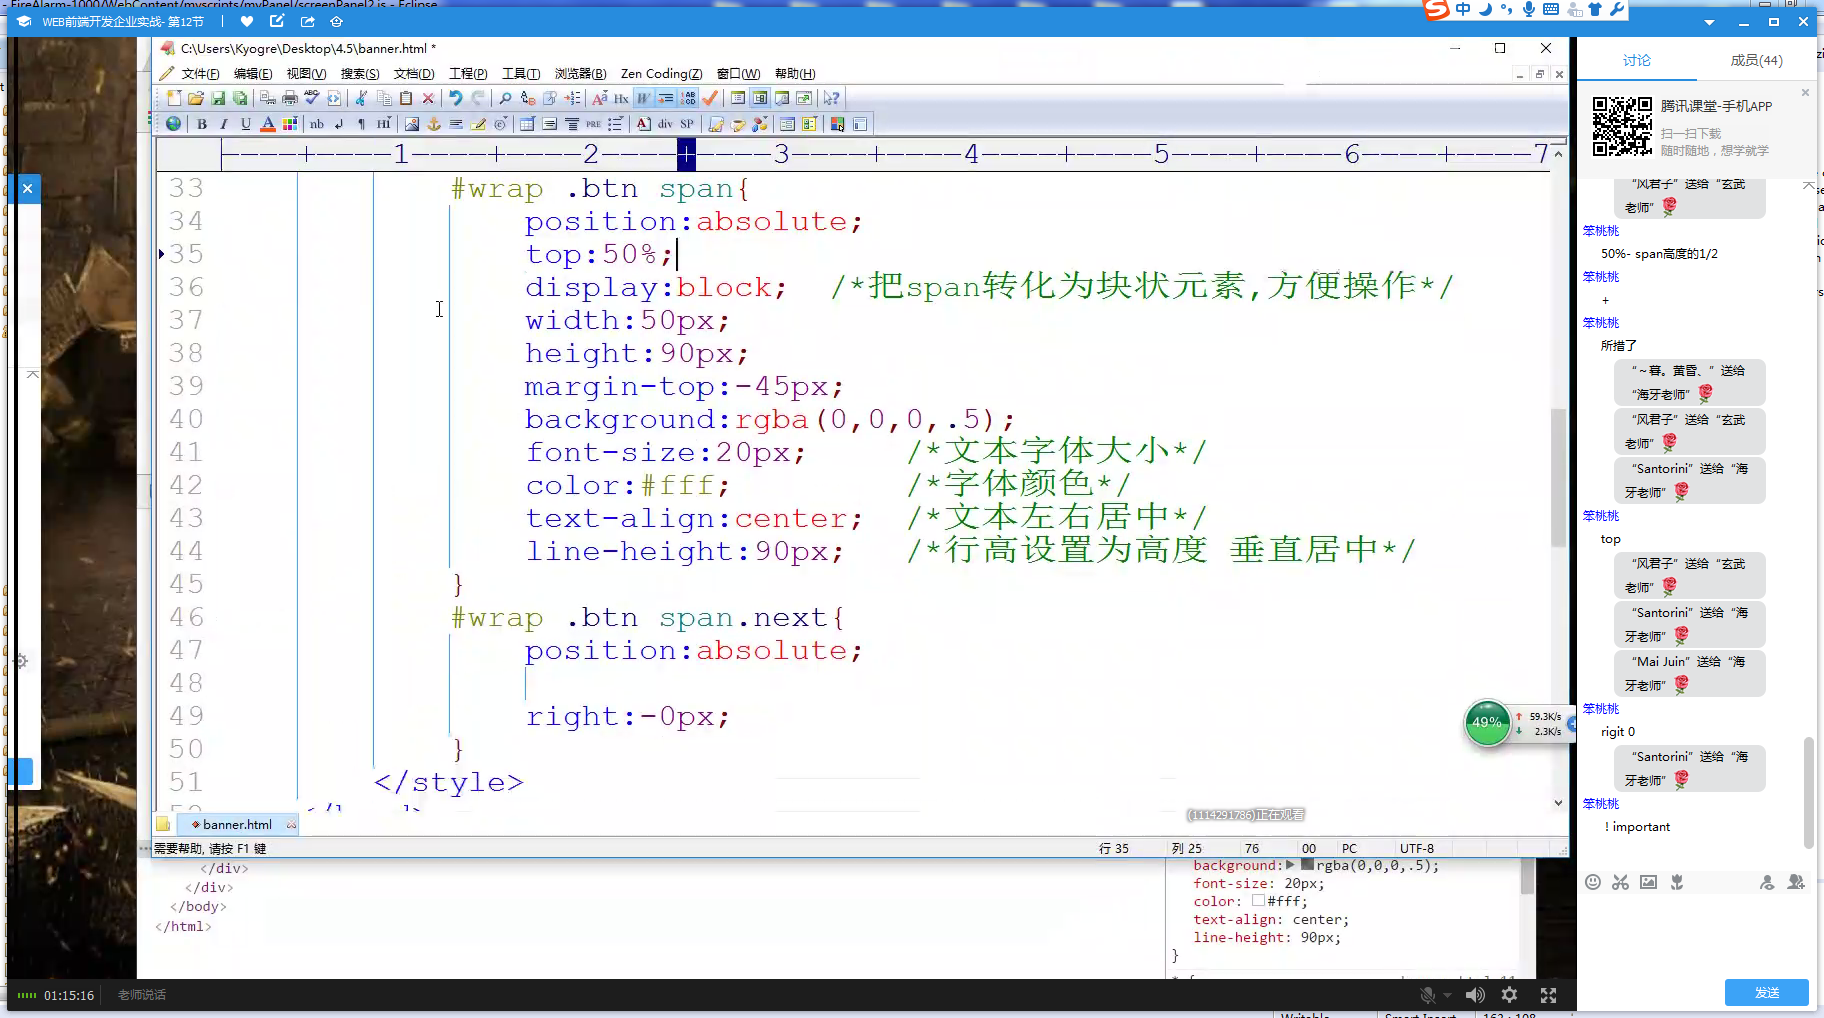 - FireAlarm-1000/WebContent/myscripts/myPanel/screenPanel2.js - Eclipse
WEB前端开发企业实战- 第12节
中
C:\Users\Kyogre\Desktop\4.5\banner.html *
文件(F) 编辑(E) 视图(V) 搜索(S) 文档(D) 工程(P) 工具(T) 浏览器(B) Zen Coding(Z) 窗口(W) 帮助(H)
----+----1----+----2----+----3----+----4----+----5----+----6----+----7
33 #wrap .btn span{
34 position:absolute;
35 top:50%;
36 display:block; /*把span转化为块状元素,方便操作*/
37 width:50px;
38 height:90px;
39 margin-top:-45px;
40 background:rgba(0,0,0,.5);
41 font-size:20px; /*文本字体大小*/
42 color:#fff; /*字体颜色*/
43 text-align:center; /*文本左右居中*/
44 line-height:90px; /*行高设置为高度 垂直居中*/
45 }
46 #wrap .btn span.next{
47 position:absolute;
48
49 right:-0px;
50 }
51 </style>
banner.html
需要帮助, 请按 F1 键
行 35 列 25 76 00 PC UTF-8
(1114291786)正在观看
49%
59.3K/s
2.3K/s
</div>
</div>
</body>
</html>
background:▶rgba(0,0,0,.5);
font-size: 20px;
color: #fff;
text-align: center;
line-height: 90px;
}
01:15:16 老师说话
讨论 成员(44)
腾讯课堂-手机APP
扫一扫下载
随时随地，想学就学
“风君子”送给“玄武
老师”
笨桃桃
50%- span高度的1/2
笨桃桃
+
笨桃桃
所措了
“～暮。黄昏、”送给
“海牙老师”
“风君子”送给“玄武
老师”
“Santorini”送给“海
牙老师”
笨桃桃
top
“风君子”送给“玄武
老师”
“Santorini”送给“海
牙老师”
“Mai Juin”送给“海
牙老师”
笨桃桃
rigit 0
“Santorini”送给“海
牙老师”
笨桃桃
! important
发送